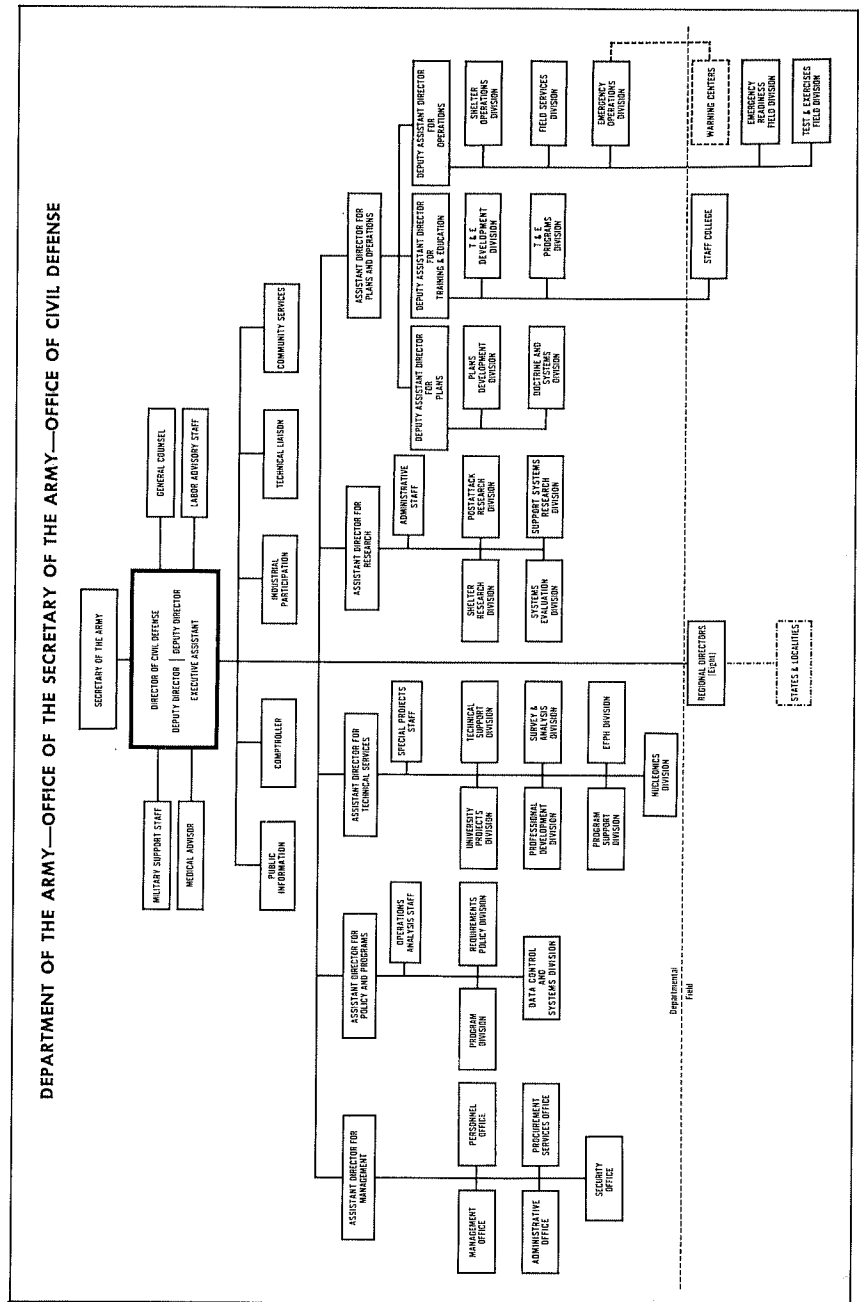 DEPARTMENT OF THE ARMY—OFFICE OF THE SECRETARY OF THE ARMY—OFFICE OF CIVIL DEFENSE
SECRETARY OF THE ARMY
MILITARY SUPPORT STAFF
MEDICAL ADVISOR
DIRECTOR OF CIVIL DEFENSE
DEPUTY DIRECTOR | DEPUTY DIRECTOR
EXECUTIVE ASSISTANT
GENERAL COUNSEL
LABOR ADVISORY STAFF
PUBLIC
INFORMATION
COMPTROLLER
INDUSTRIAL
PARTICIPATION
TECHNICAL LIAISON
COMMUNITY SERVICES
ASSISTANT DIRECTOR FOR
MANAGEMENT
MANAGEMENT
OFFICE
PERSONNEL
OFFICE
ADMINISTRATIVE
OFFICE
PROCUREMENT
SERVICES OFFICE
SECURITY
OFFICE
ASSISTANT DIRECTOR FOR
POLICY AND PROGRAMS
OPERATIONS
ANALYSIS STAFF
PROGRAM
DIVISION
REQUIREMENTS
POLICY DIVISION
DATA CONTROL
AND
SYSTEMS DIVISION
ASSISTANT DIRECTOR FOR
TECHNICAL SERVICES
SPECIAL PROJECTS
STAFF
UNIVERSITY
PROJECTS
DIVISION
TECHNICAL
SUPPORT
DIVISION
PROFESSIONAL
DEVELOPMENT
DIVISION
SURVEY &
ANALYSIS
DIVISION
PROGRAM
SUPPORT
DIVISION
EFPH DIVISION
NUCLEONICS
DIVISION
ASSISTANT DIRECTOR FOR
RESEARCH
ADMINISTRATIVE
STAFF
SHELTER
RESEARCH
DIVISION
POSTATTACK
RESEARCH
DIVISION
SYSTEMS
EVALUATION
DIVISION
SUPPORT SYSTEMS
RESEARCH
DIVISION
ASSISTANT DIRECTOR FOR
PLANS AND OPERATIONS
DEPUTY ASSISTANT DIRECTOR
FOR
PLANS
PLANS
DEVELOPMENT
DIVISION
DOCTRINE AND
SYSTEMS
DIVISION
DEPUTY ASSISTANT DIRECTOR
FOR
TRAINING & EDUCATION
T & E
DEVELOPMENT
DIVISION
T & E
PROGRAMS
DIVISION
DEPUTY ASSISTANT DIRECTOR
FOR
OPERATIONS
SHELTER
OPERATIONS
DIVISION
FIELD SERVICES
DIVISION
EMERGENCY
OPERATIONS
DIVISION
Departmental
Field
REGIONAL DIRECTORS
[Eight]
STATES & LOCALITIES
STAFF COLLEGE
WARNING CENTERS
EMERGENCY
READINESS
FIELD DIVISION
TEST & EXERCISES
FIELD DIVISION